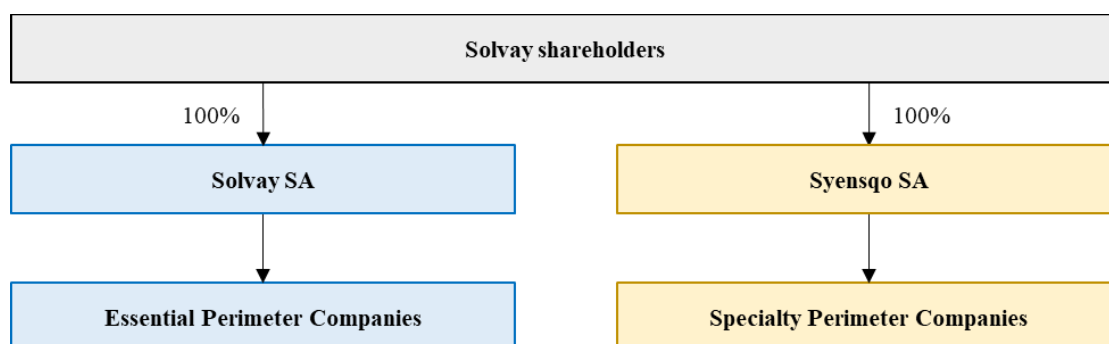 Solvay shareholders
100%
100%
Solvay SA
Syensqo SA
Essential Perimeter Companies
Specialty Perimeter Companies